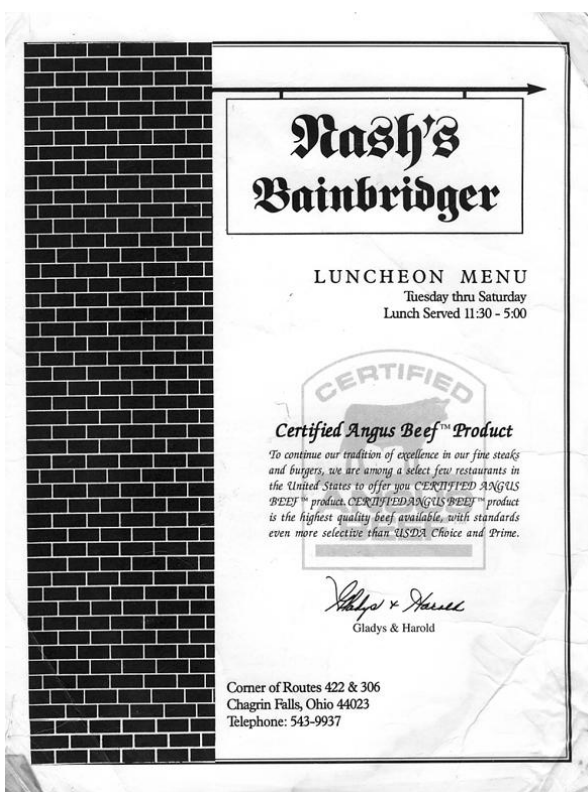 Nash's
Bainbridger
LUNCHEON MENU
Tuesday thru Saturday
Lunch Served 11:30 - 5:00
CERTIFIED
Certified Angus Beef™ Product
To continue our tradition of excellence in our fine steaks
and burgers, we are among a select few restaurants in
the United States to offer you CERTIFIED ANGUS
BEEF™ product. CERTIFIED ANGUS BEEF™ product
is the highest quality beef available, with standards
even more selective than USDA Choice and Prime.
ANGUS
BEEF
Gladys & Harold
Gladys & Harold
Corner of Routes 422 & 306
Chagrin Falls, Ohio 44023
Telephone: 543-9937